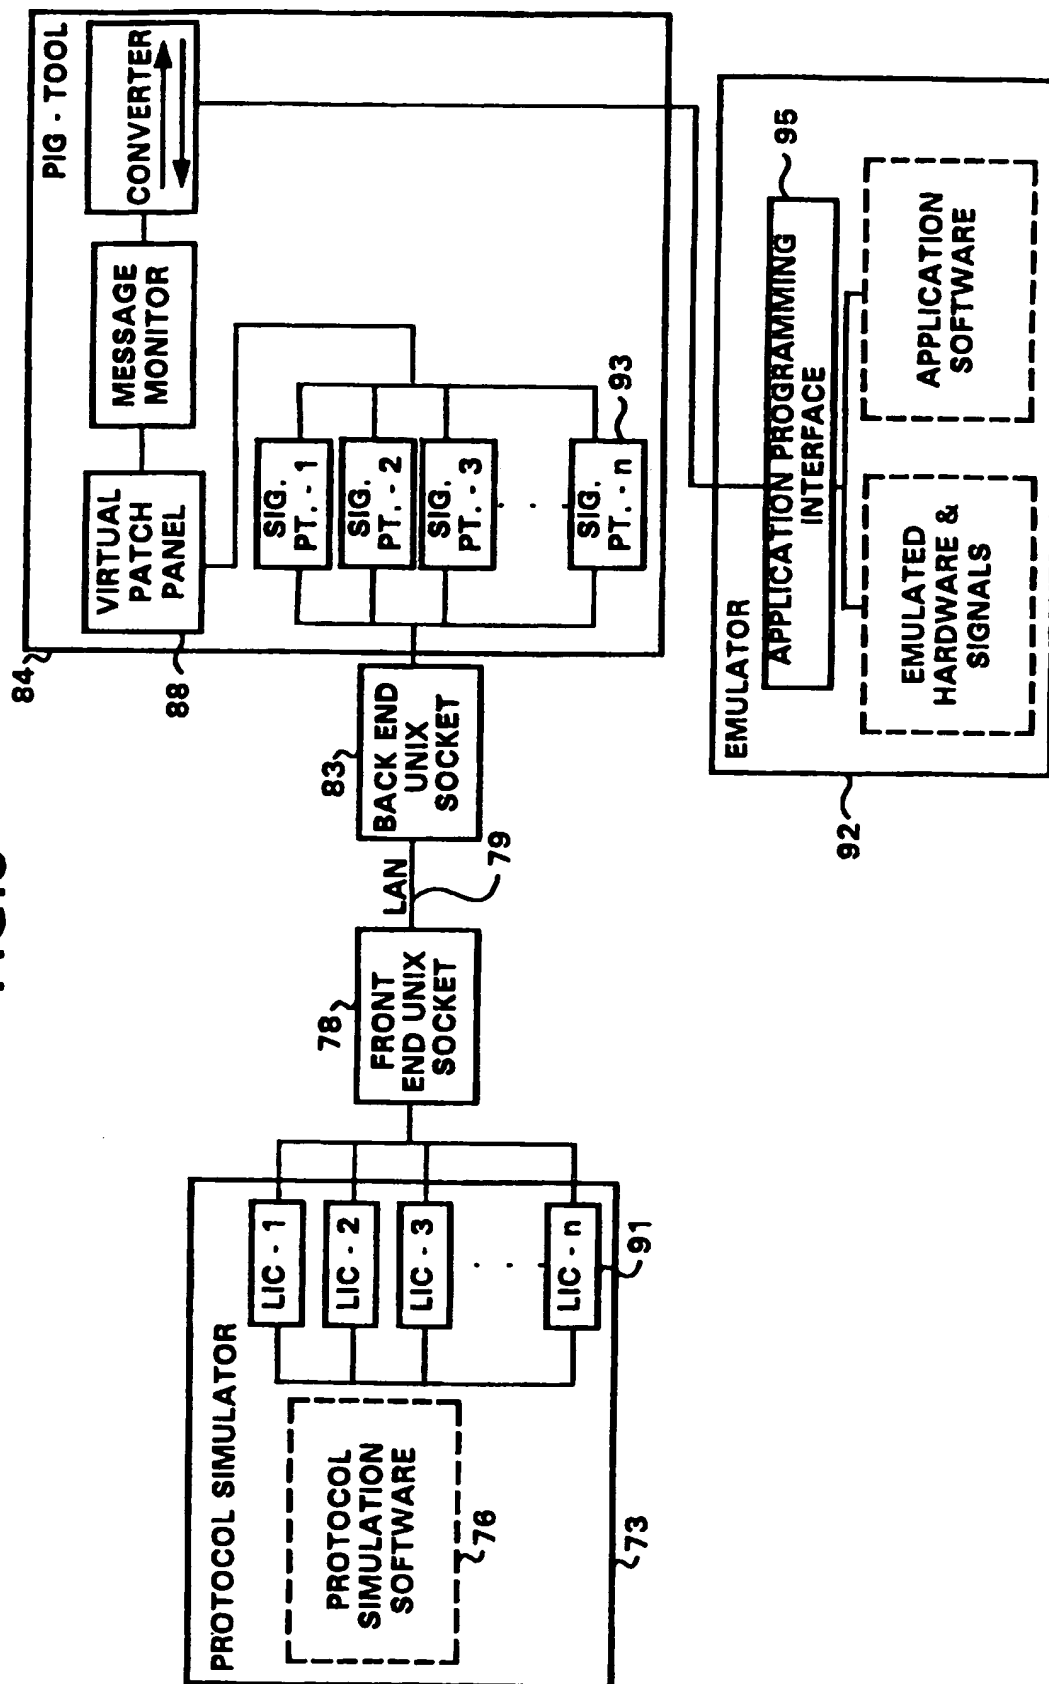 PROTOCOL SIMULATOR
PROTOCOL
SIMULATION
SOFTWARE
76
73
LIC - 1
LIC - 2
LIC - 3
LIC - n
91
78
FRONT
END UNIX
SOCKET
LAN
79
83
BACK END
UNIX
SOCKET
84
PIG - TOOL
88
VIRTUAL
PATCH
PANEL
MESSAGE
MONITOR
CONVERTER
SIG.
PT. - 1
SIG.
PT. - 2
SIG.
PT. - 3
SIG.
PT. - n
93
92
EMULATOR
APPLICATION PROGRAMMING
INTERFACE
95
EMULATED
HARDWARE &
SIGNALS
APPLICATION
SOFTWARE